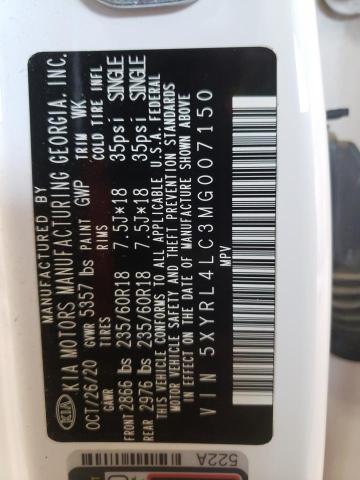 MANUFACTURED BY
KIA KIA MOTORS MANUFACTURING GEORGIA, INC.
OCT/26/20 GVWR 5357 lbs PAINT GWP TRIM WK
GAWR TIRES RIMS COLD TIRE INFL
FRONT 2866 lbs 235/60R18 7.5J*18 35psi SINGLE
REAR 2976 lbs 235/60R18 7.5J*18 35psi SINGLE
THIS VEHICLE CONFORMS TO ALL APPLICABLE U.S.A. FEDERAL
MOTOR VEHICLE SAFETY AND THEFT PREVENTION STANDARDS
IN EFFECT ON THE DATE OF MANUFACTURE SHOWN ABOVE
VIN 5XYRL4LC3MG007150
MPV
522A